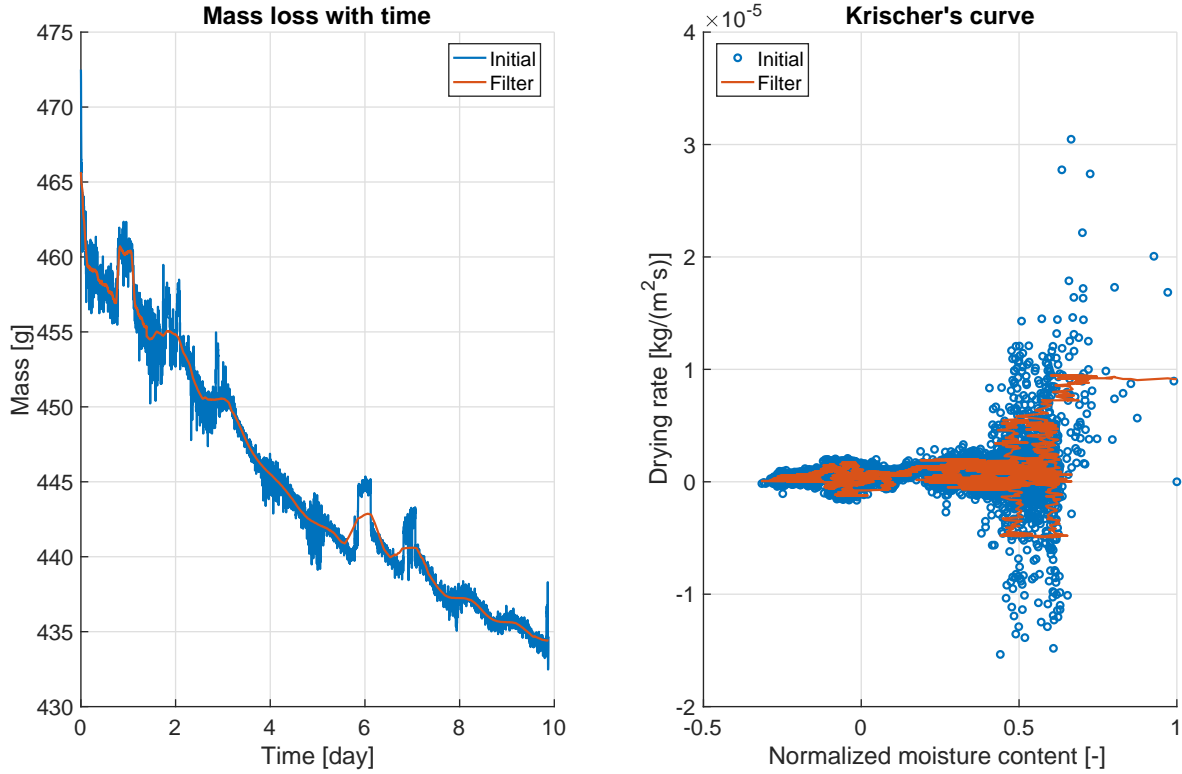 Mass loss with time
475
470
465
460
455
450
445
440
435
430
0
2
4
6
8
10
Mass [g]
Time [day]
Initial
Filter
Krischer's curve
×10⁻⁵
4
3
2
1
0
-1
-2
-0.5
0
0.5
1
Drying rate [kg/(m²s)]
Normalized moisture content [-]
Initial
Filter